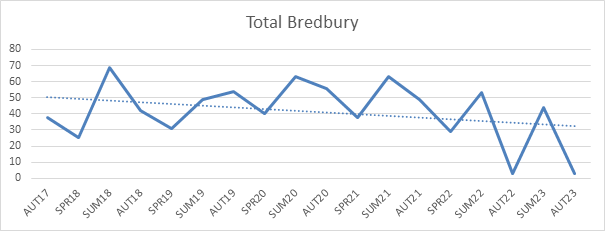 Total Bredbury
80
70
60
50
40
30
20
10
0
AUT17
SPR18
SUM18
AUT18
SPR19
SUM19
AUT19
SPR20
SUM20
AUT20
SPR21
SUM21
AUT21
SPR22
SUM22
AUT22
SUM23
AUT23